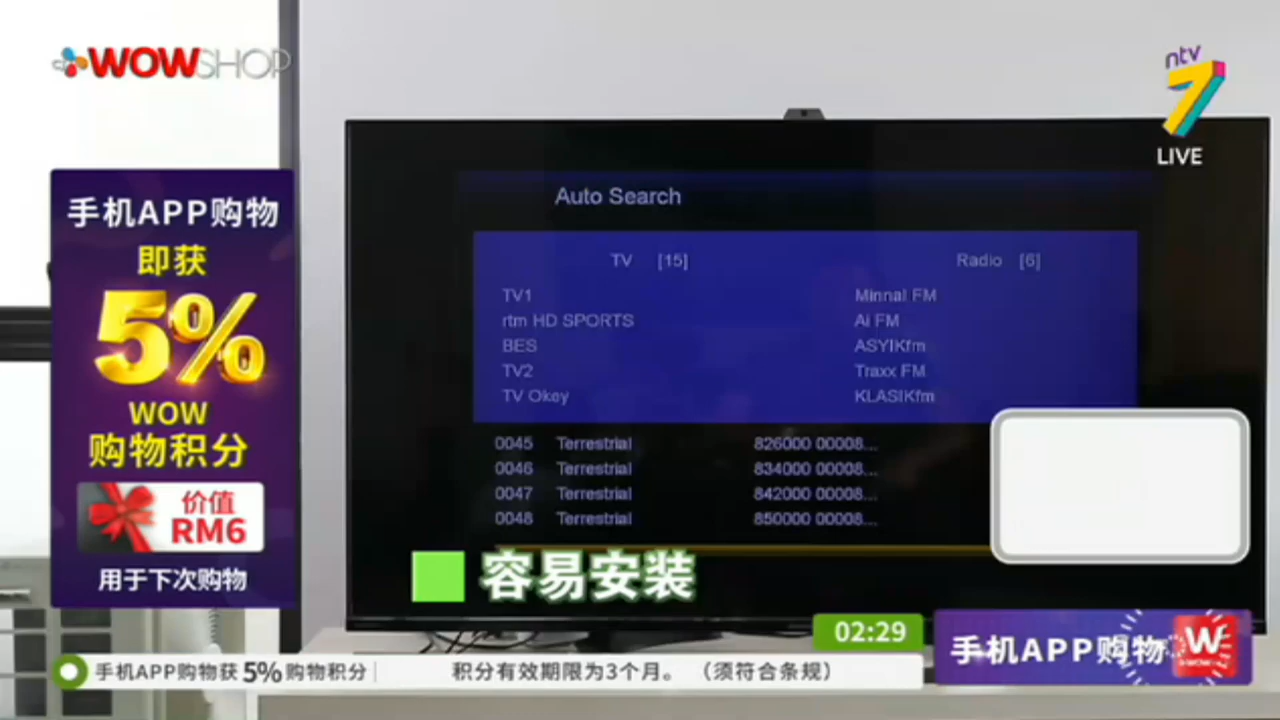 WOWSHOP
ntv
7
LIVE
手机APP购物
即获
5%
WOW
购物积分
价值
RM6
用于下次购物
Auto Search
TV [15]
Radio [6]
TV1
Minnal FM
rtm HD SPORTS
Ai FM
BES
ASYIKfm
TV2
Traxx FM
TV Okey
KLASIKfm
0045 Terrestrial 826000 00008...
0046 Terrestrial 834000 00008...
0047 Terrestrial 842000 00008...
0048 Terrestrial 850000 00008...
容易安装
02:29
手机APP购物
W
WOW
手机APP购物获5%购物积分
积分有效期限为3个月。（须符合条规）